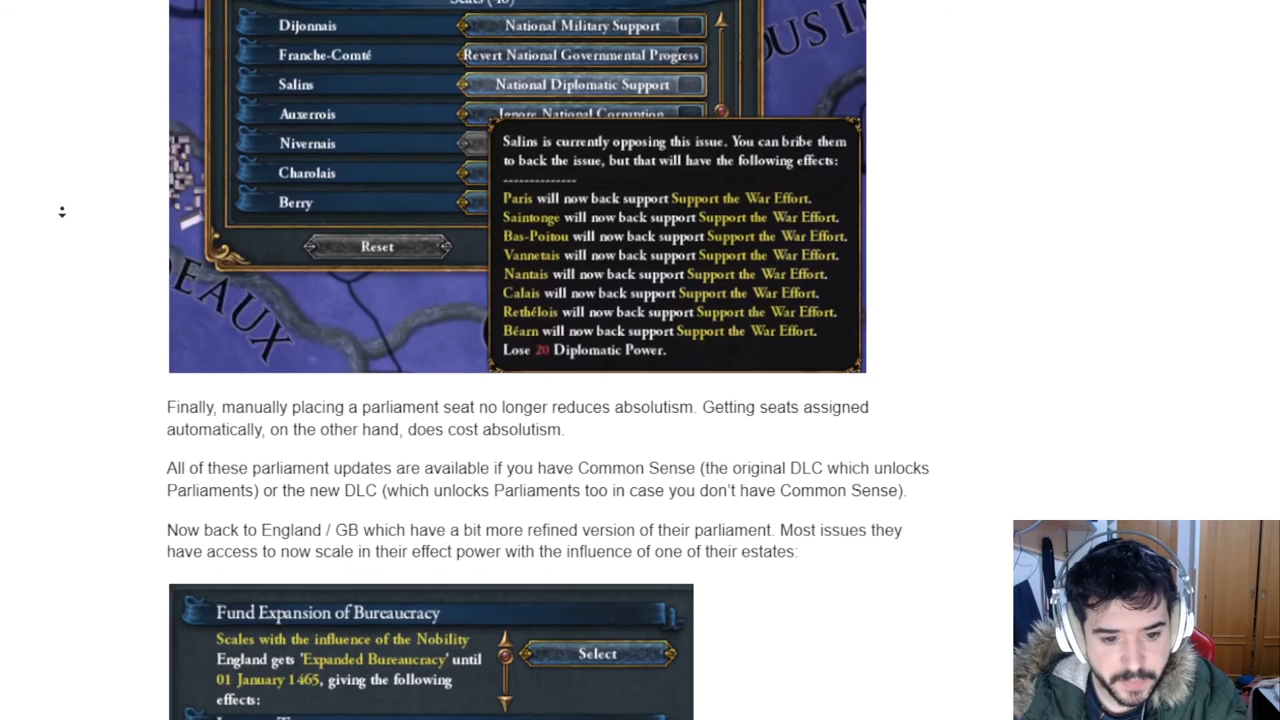 Dijonnais
National Military Support
Franche-Comté
Revert National Governmental Progress
Salins
National Diplomatic Support
Auxerrois
Ignore National Corruption
Nivernais
Charolais
Berry
Reset
Salins is currently opposing this issue. You can bribe them
to back the issue, but that will have the following effects:
--------------
Paris will now back support Support the War Effort.
Saintonge will now back support Support the War Effort.
Bas-Poitou will now back support Support the War Effort.
Vannetais will now back support Support the War Effort.
Nantais will now back support Support the War Effort.
Calais will now back support Support the War Effort.
Rethélois will now back support Support the War Effort.
Béarn will now back support Support the War Effort.
Lose 20 Diplomatic Power.
EAUX
OUS I
Finally, manually placing a parliament seat no longer reduces absolutism. Getting seats assigned
automatically, on the other hand, does cost absolutism.
All of these parliament updates are available if you have Common Sense (the original DLC which unlocks
Parliaments) or the new DLC (which unlocks Parliaments too in case you don't have Common Sense).
Now back to England / GB which have a bit more refined version of their parliament. Most issues they
have access to now scale in their effect power with the influence of one of their estates:
Fund Expansion of Bureaucracy
Scales with the influence of the Nobility
England gets 'Expanded Bureaucracy' until
01 January 1465, giving the following
effects:
Select